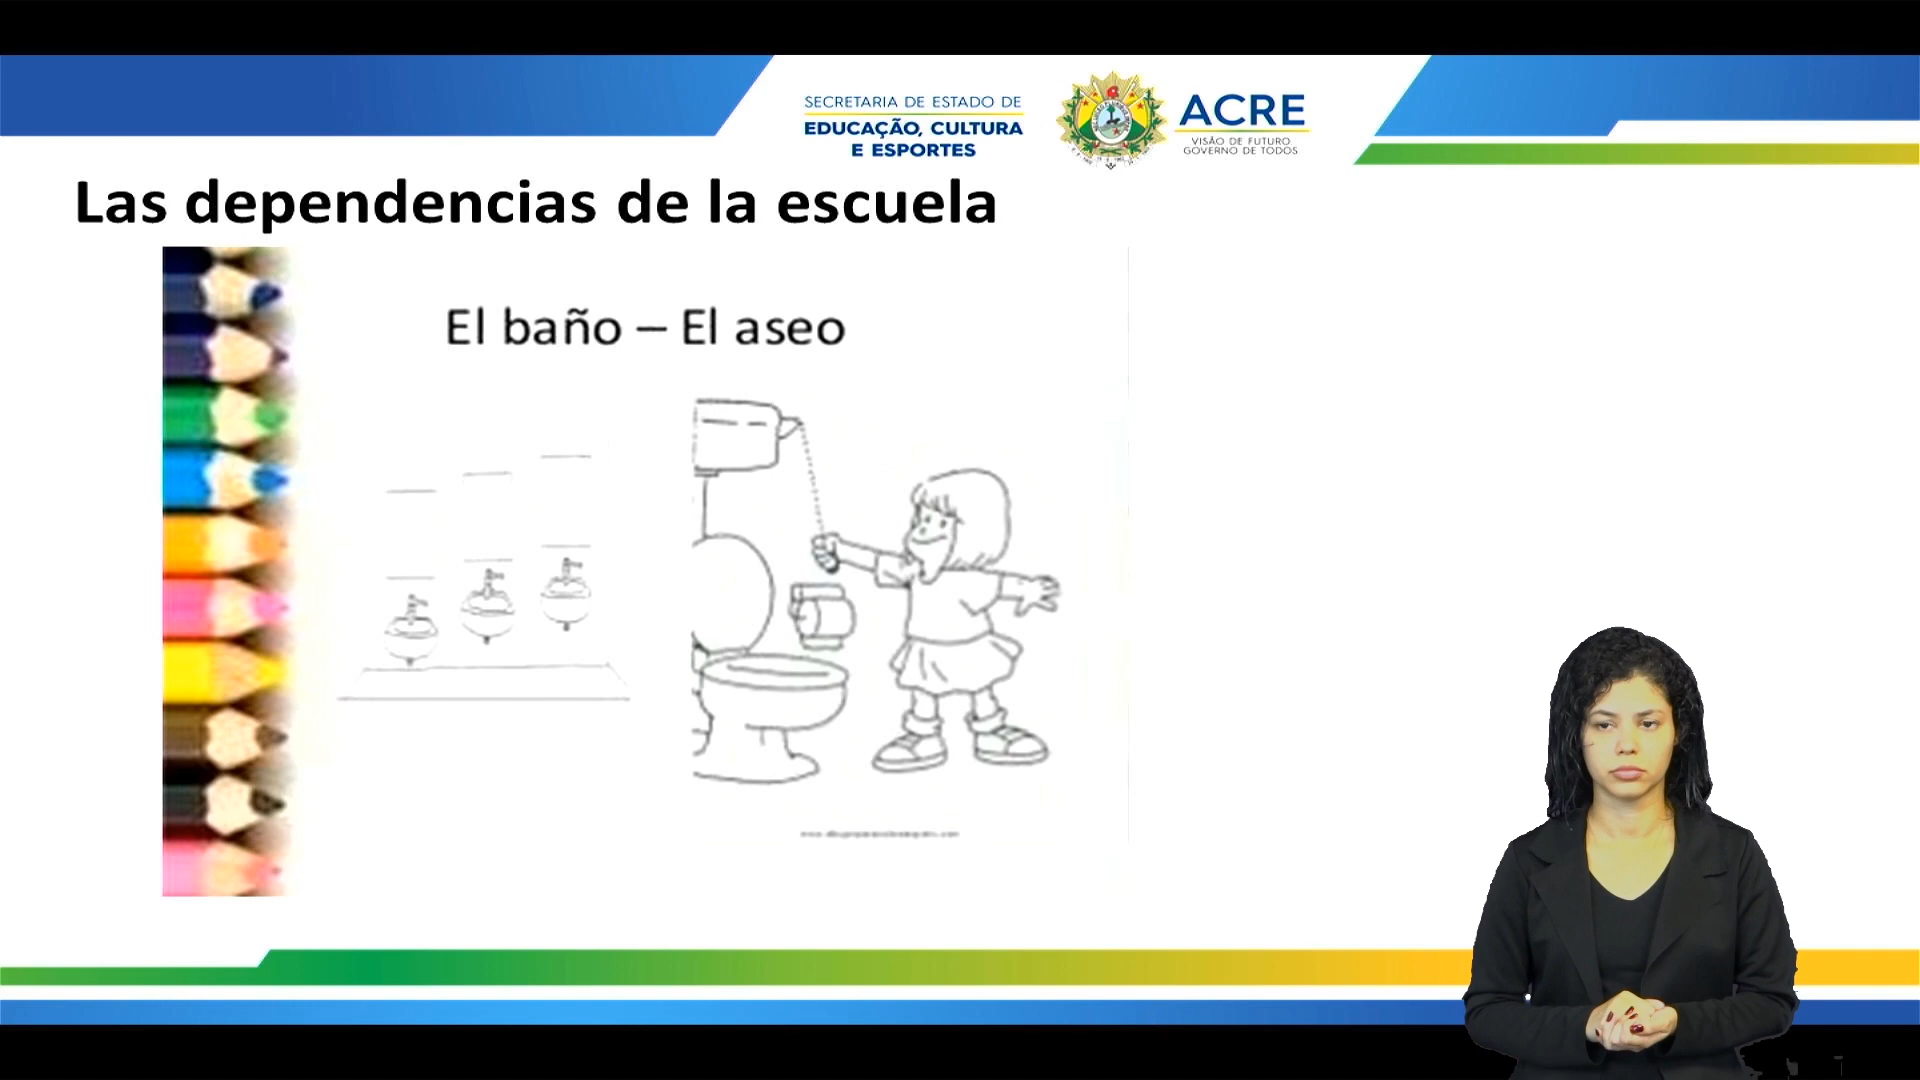 SECRETARIA DE ESTADO DE
EDUCAÇÃO, CULTURA
E ESPORTES
ACRE
VISÃO DE FUTURO
GOVERNO DE TODOS
Las dependencias de la escuela
El baño – El aseo